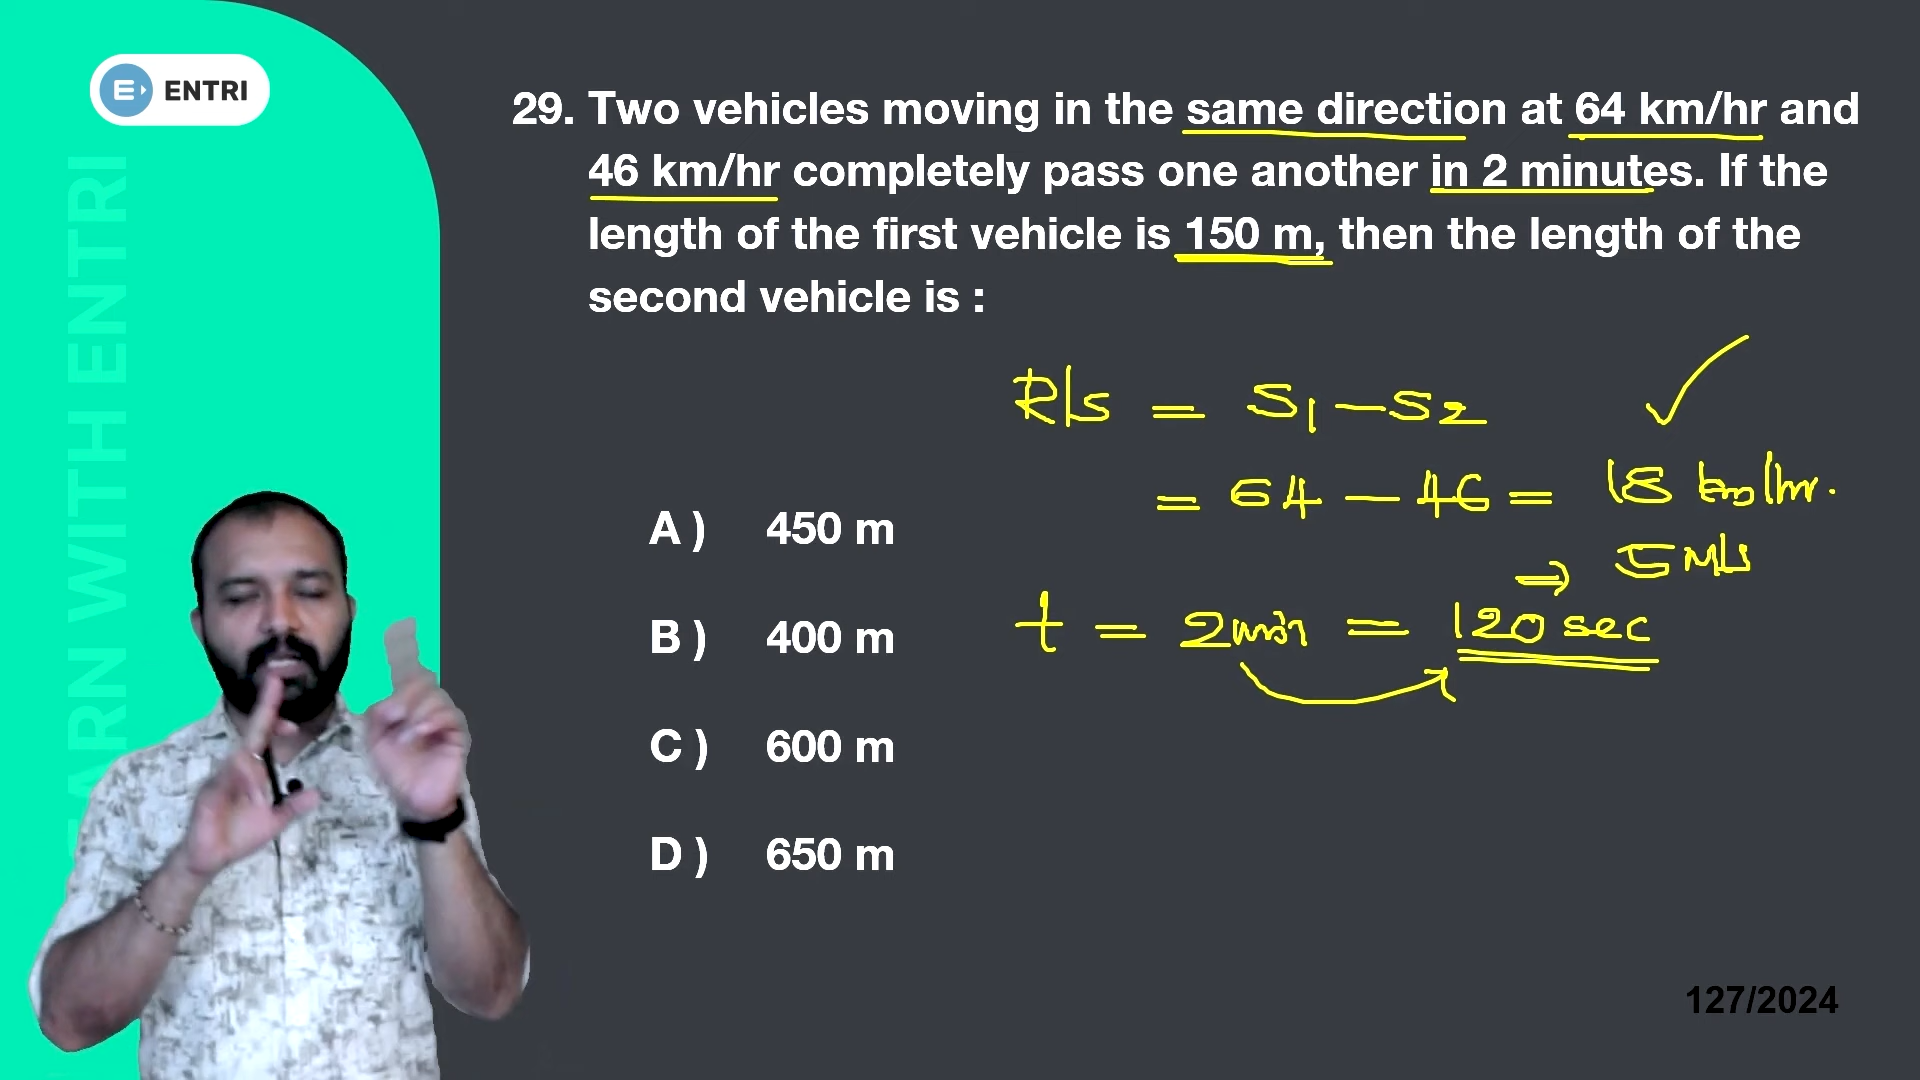 ENTRI
LEARN WITH ENTRI
29. Two vehicles moving in the same direction at 64 km/hr and
46 km/hr completely pass one another in 2 minutes. If the
length of the first vehicle is 150 m, then the length of the
second vehicle is :
R/s = S1 - S2
= 64 - 46 = 18 km/hr.
⇒ 5 M/s
t = 2min = 120 sec
A ) 450 m
B ) 400 m
C ) 600 m
D ) 650 m
127/2024